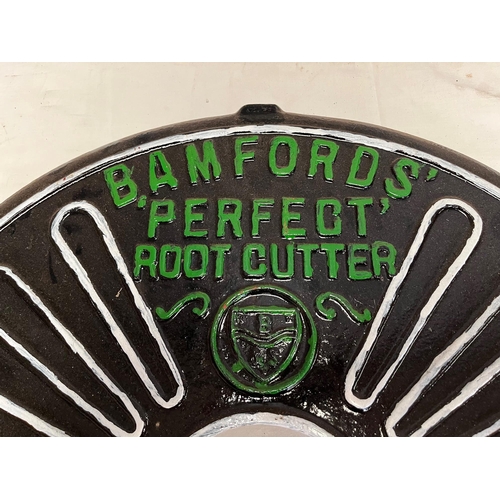 BAMFORDS'
'PERFECT'
ROOT CUTTER
B